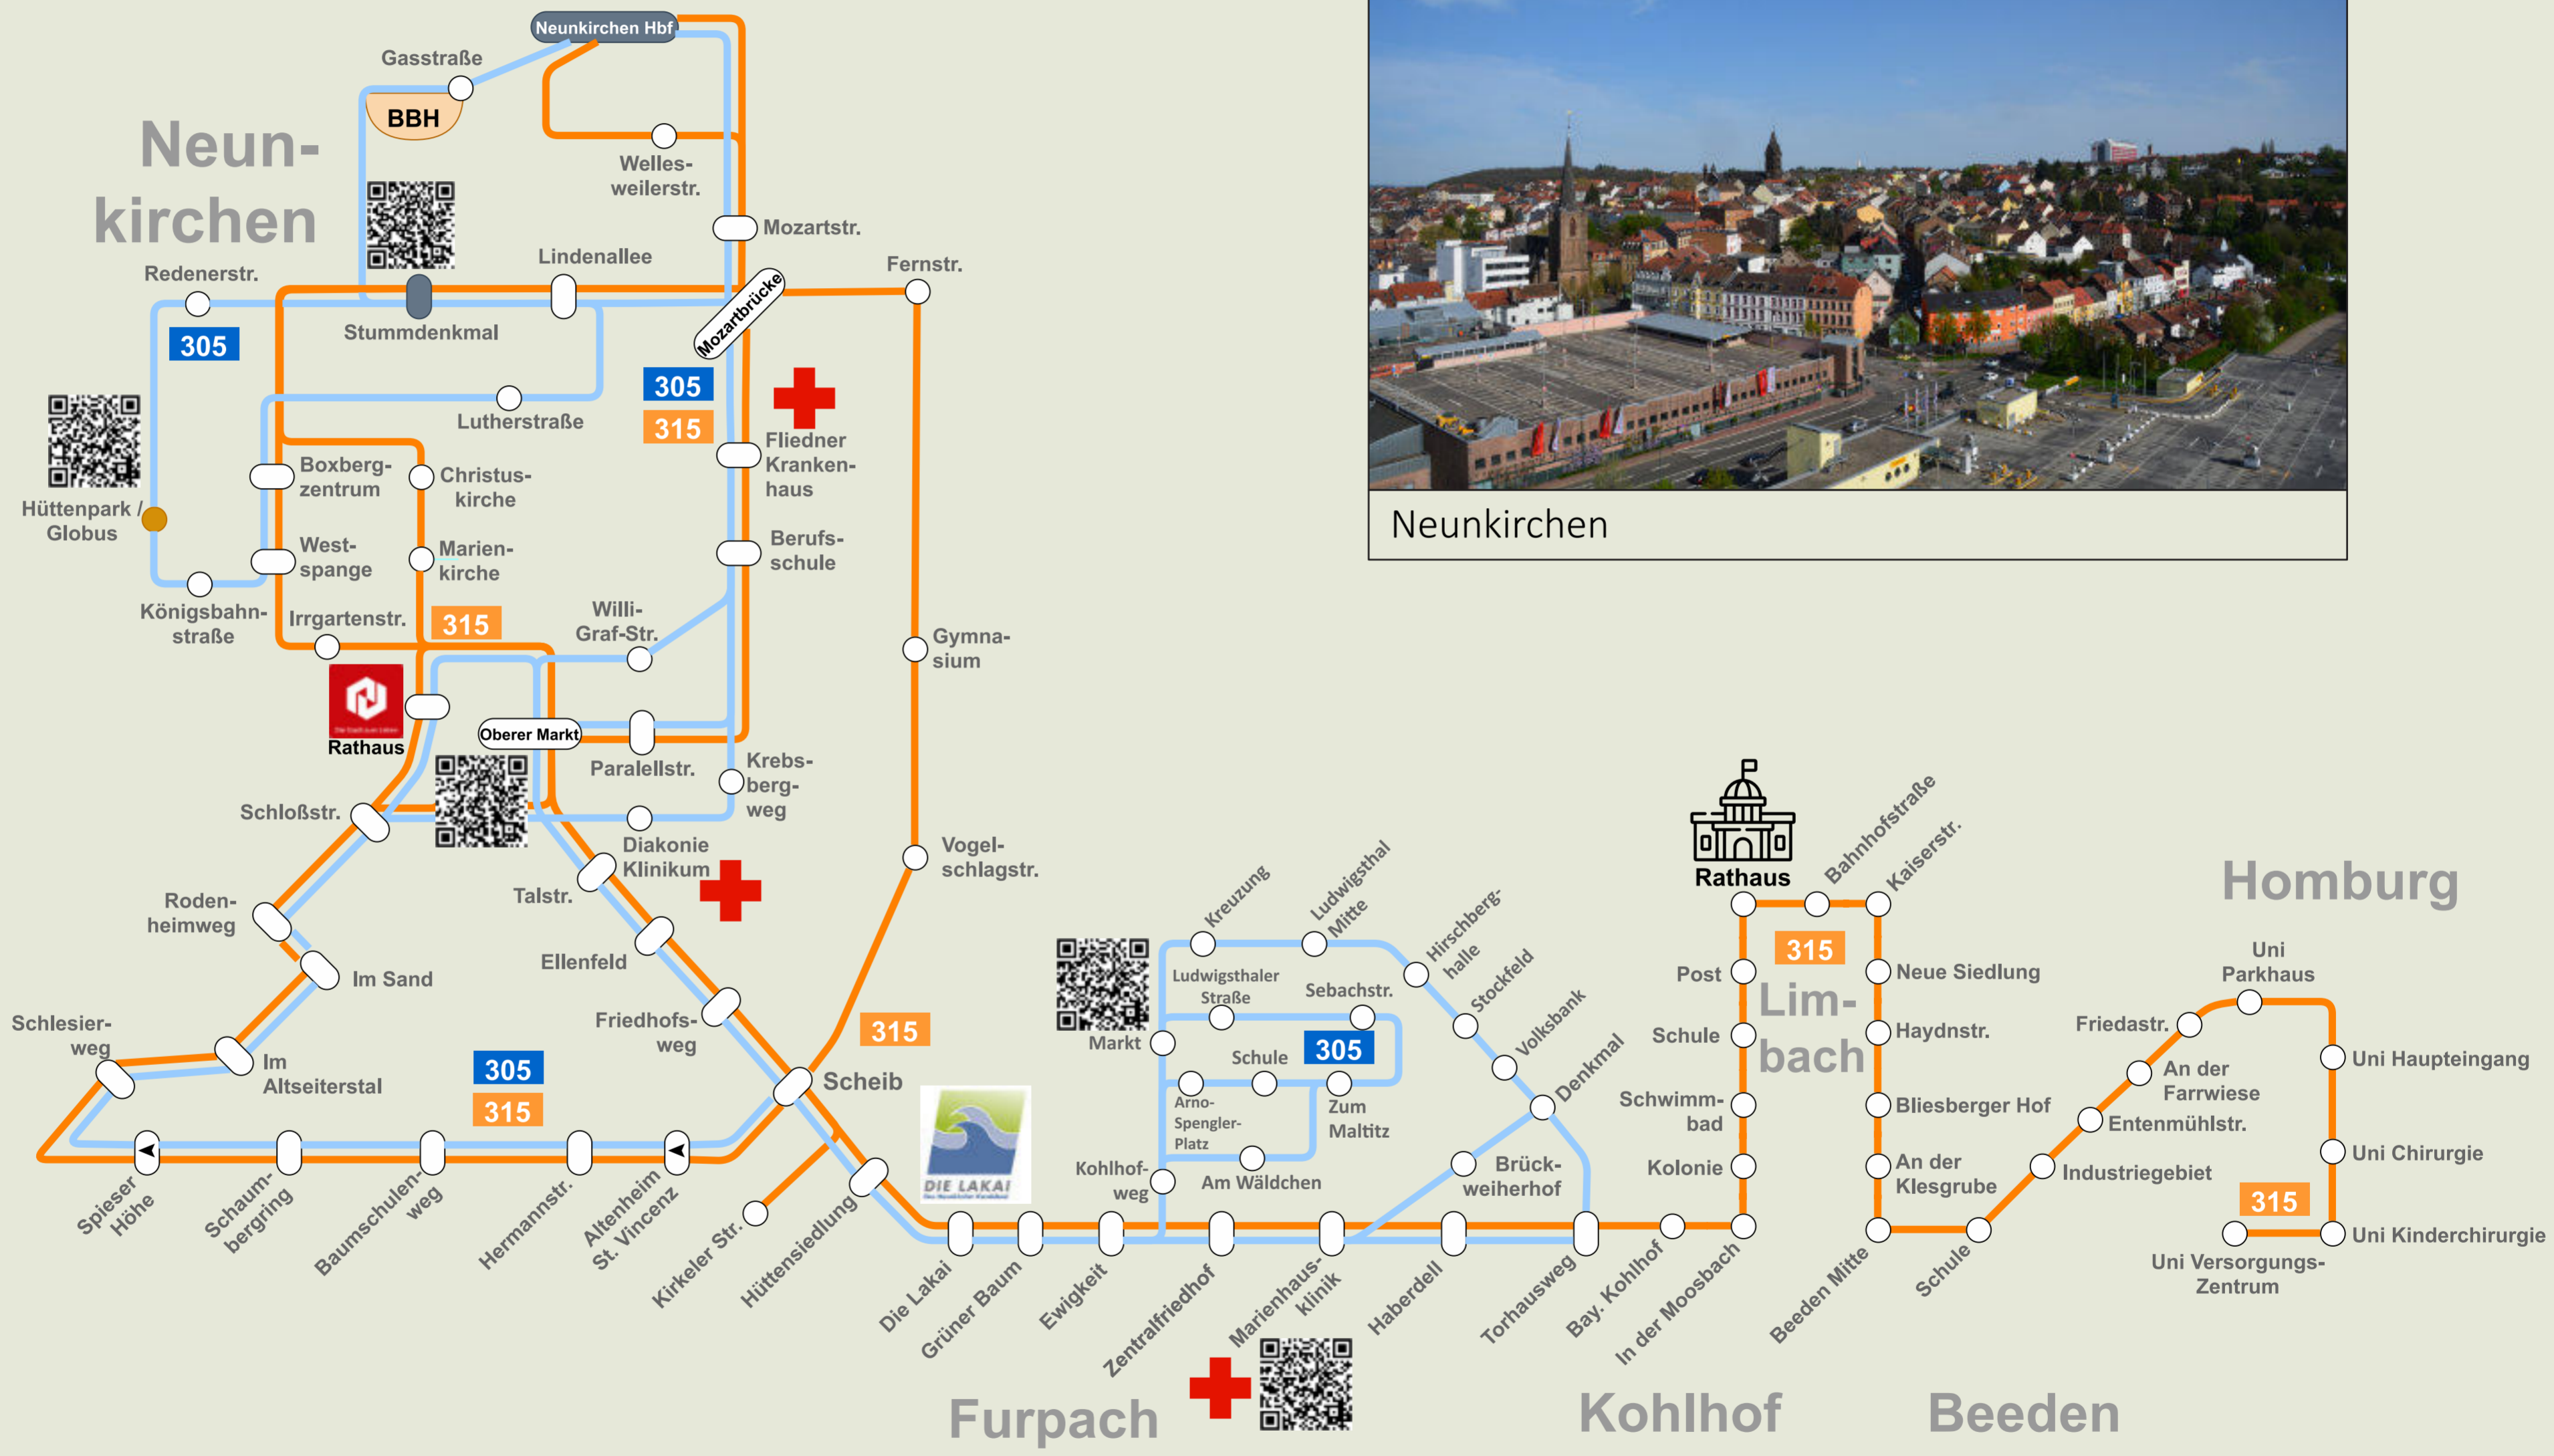 Neunkirchen Hbf
Gasstraße
BBH
Neun-
kirchen
Welles-
weilerstr.
Mozartstr.
Lindenallee
Fernstr.
Redenerstr.
Mozartbrücke
305
Stummdenkmal
305
315
Lutherstraße
Fliedner
Kranken-
haus
Boxberg-
zentrum
Christus-
kirche
Hüttenpark /
Globus
West-
spange
Marien-
kirche
Berufs-
schule
Neunkirchen
Königsbahn-
straße
Irrgartenstr.
315
Willi-
Graf-Str.
Gymna-
sium
Rathaus
Oberer Markt
Paralellstr.
Krebs-
berg-
weg
Schloßstr.
Diakonie
Klinikum
Vogel-
schlagstr.
Talstr.
Roden-
heimweg
Ellenfeld
Im Sand
Friedhofs-
weg
315
Schlesier-
weg
Im
Altseiterstal
305
315
Scheib
DIE LAKAI
Spieser
Höhe
Schaum-
bergring
Baumschulen-
weg
Hermannstr.
Altenheim
St. Vincenz
Kirkeler Str.
Hüttensiedlung
Die Lakai
Grüner Baum
Ewigkeit
Zentralfriedhof
Marienhaus-
klinik
Haberdell
Torhausweg
Bay. Kohlhof
In der Moosbach
Kreuzung
Ludwigsthal
Mitte
Hirschberg-
halle
Stockfeld
Volksbank
Denkmal
Ludwigsthaler
Straße
Sebachstr.
Markt
Schule
305
Arno-
Spengler-
Platz
Zum
Maltitz
Kohlhof-
weg
Am Wäldchen
Brück-
weiherhof
Rathaus
Bahnhofstraße
Kaiserstr.
315
Post
Lim-
bach
Neue Siedlung
Schule
Haydnstr.
Schwimm-
bad
Bliesberger Hof
Kolonie
An der
Klesgrube
Beeden Mitte
Schule
Homburg
Uni
Parkhaus
Friedastr.
An der
Farrwiese
Entenmühlstr.
Industriegebiet
Uni Haupteingang
Uni Chirurgie
315
Uni Kinderchirurgie
Uni Versorgungs-
Zentrum
Furpach
Kohlhof
Beeden